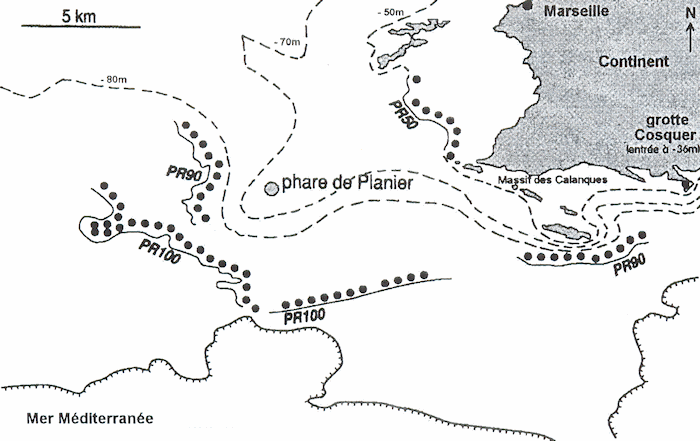 5 km
- 50m
Marseille
N
- 70m
Continent
- 80m
PR50
grotte
Cosquer
(entrée à -36m)
PR90
phare de Planier
Massif des Calanques
PR100
PR90
PR100
Mer Méditerranée